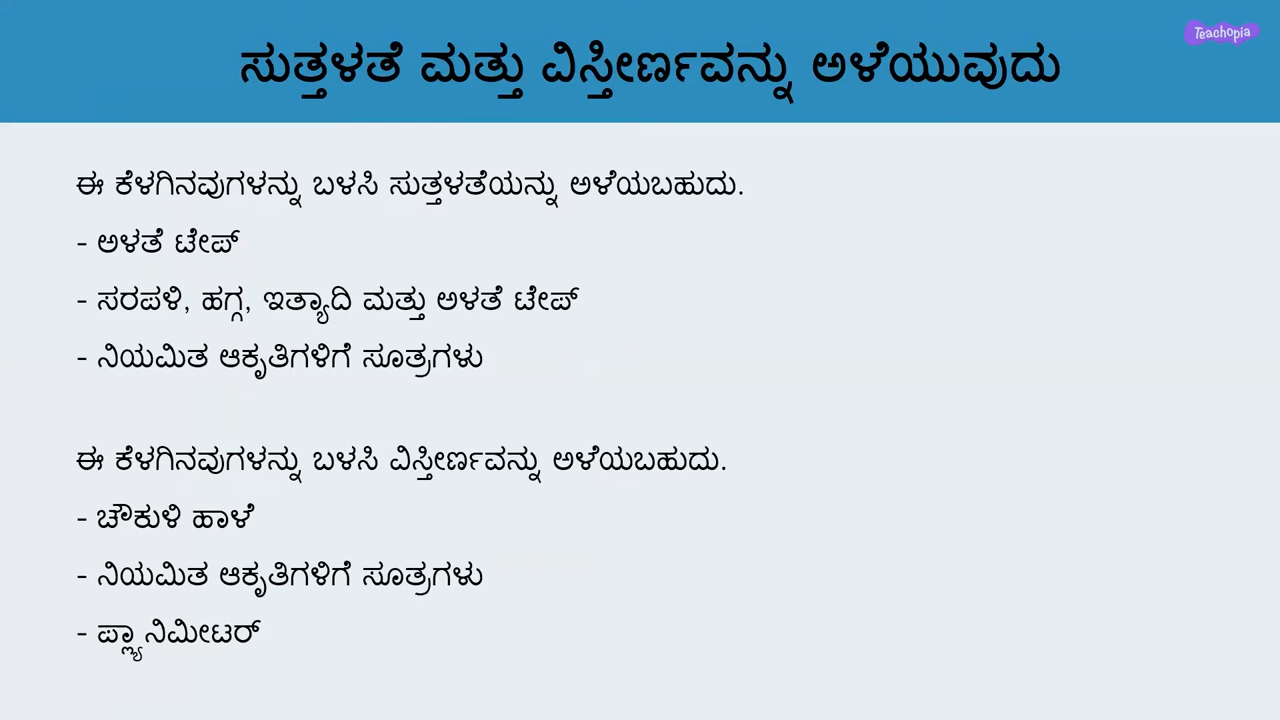 Teachopia
ಸುತ್ತಳತೆ ಮತ್ತು ವಿಸ್ತೀರ್ಣವನ್ನು ಅಳೆಯುವುದು
ಈ ಕೆಳಗಿನವುಗಳನ್ನು ಬಳಸಿ ಸುತ್ತಳತೆಯನ್ನು ಅಳೆಯಬಹುದು.
- ಅಳತೆ ಟೇಪ್
- ಸರಪಳಿ, ಹಗ್ಗ, ಇತ್ಯಾದಿ ಮತ್ತು ಅಳತೆ ಟೇಪ್
- ನಿಯಮಿತ ಆಕೃತಿಗಳಿಗೆ ಸೂತ್ರಗಳು
ಈ ಕೆಳಗಿನವುಗಳನ್ನು ಬಳಸಿ ವಿಸ್ತೀರ್ಣವನ್ನು ಅಳೆಯಬಹುದು.
- ಚೌಕುಳಿ ಹಾಳೆ
- ನಿಯಮಿತ ಆಕೃತಿಗಳಿಗೆ ಸೂತ್ರಗಳು
- ಪ್ಲ್ಯಾನಿಮೀಟರ್